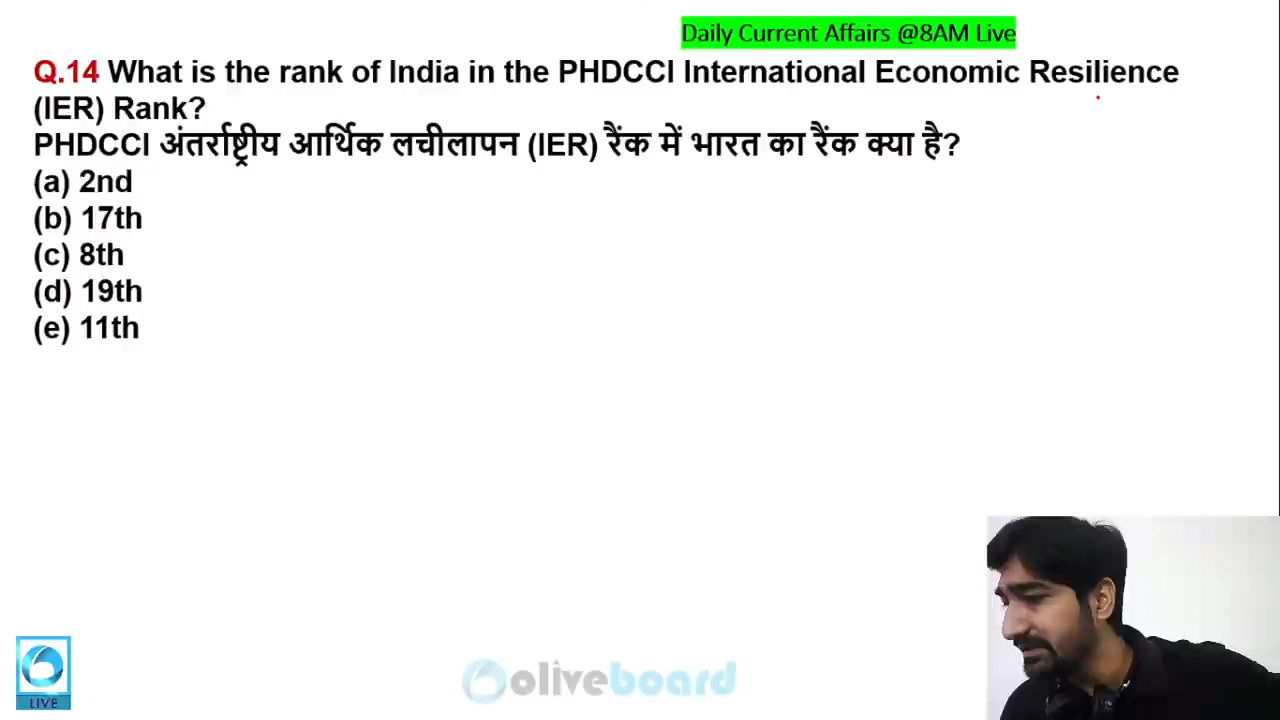 Daily Current Affairs @8AM Live
Q.14 What is the rank of India in the PHDCCI International Economic Resilience
(IER) Rank?
PHDCCI अंतर्राष्ट्रीय आर्थिक लचीलापन (IER) रैंक में भारत का रैंक क्या है?
(a) 2nd
(b) 17th
(c) 8th
(d) 19th
(e) 11th
LIVE
oliveboard